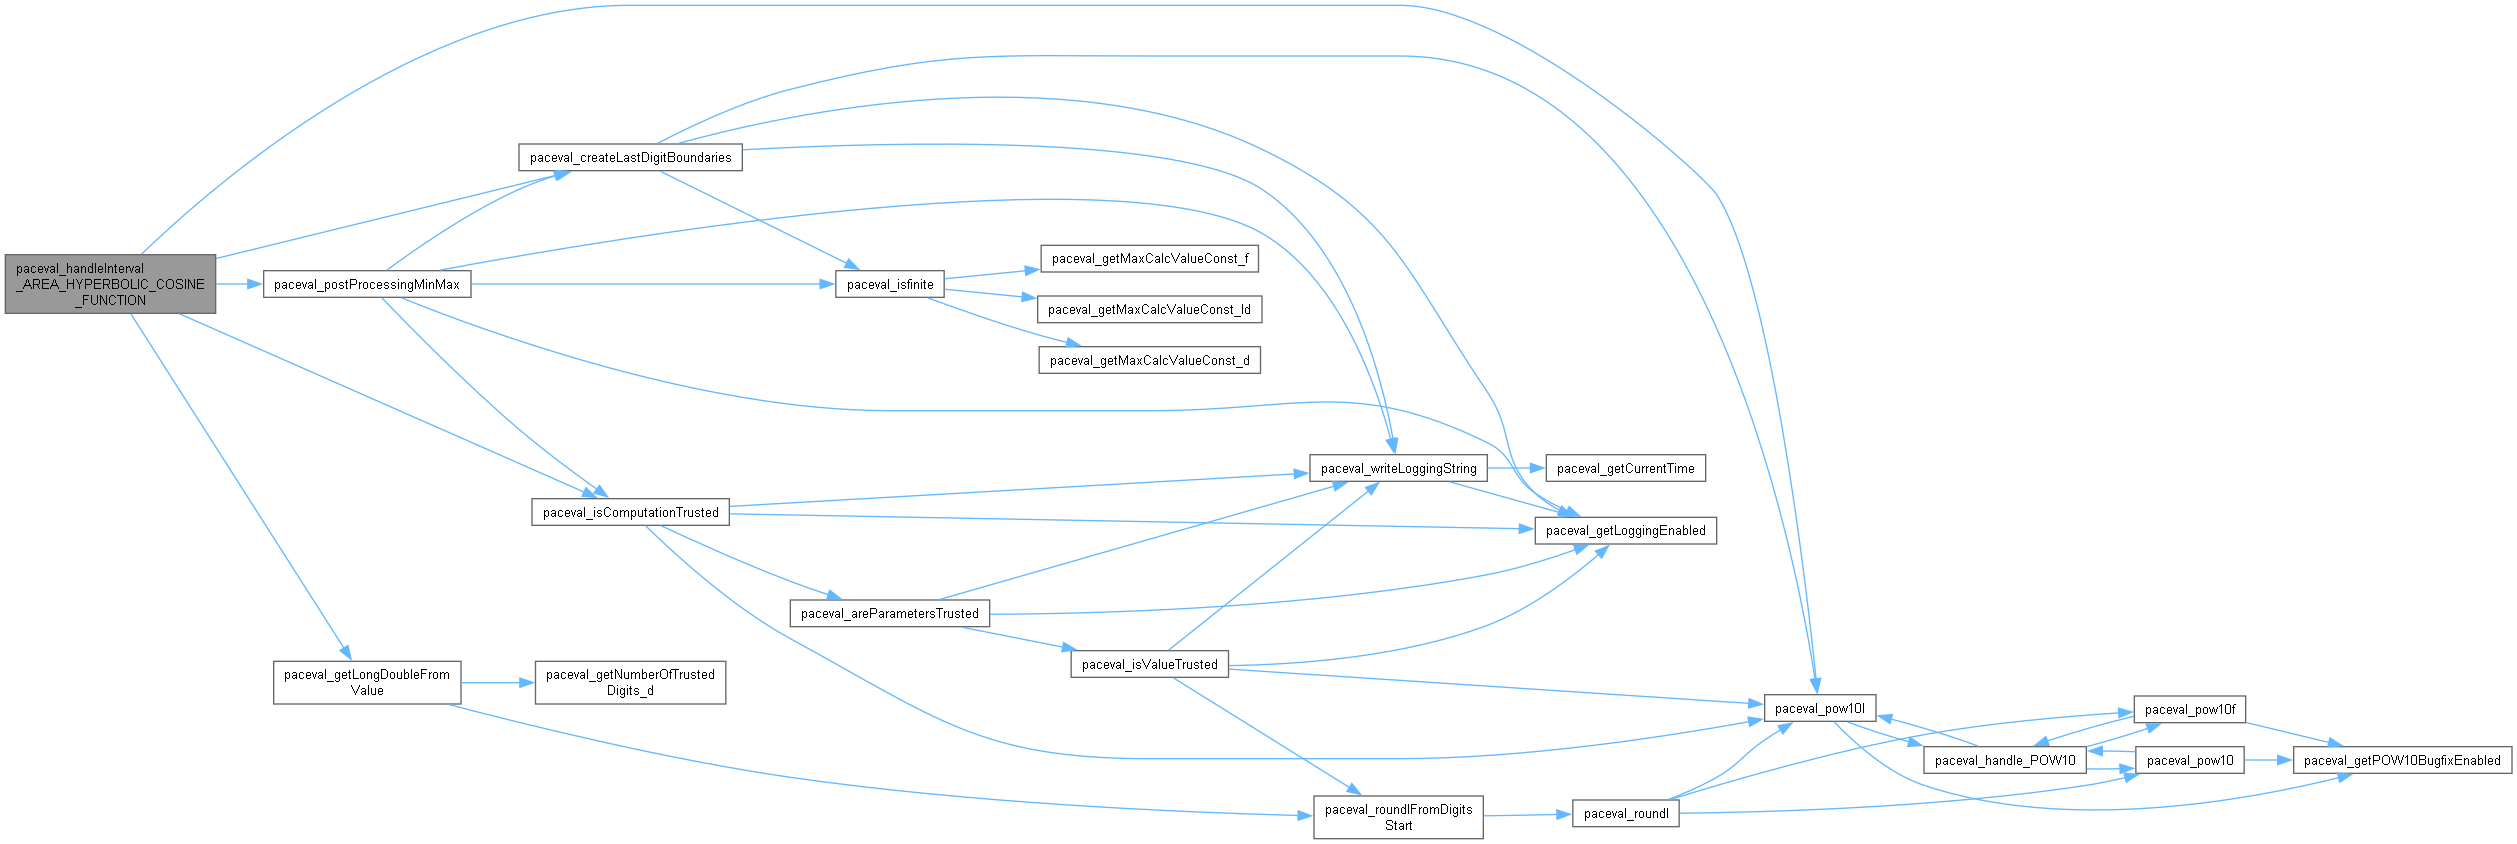 paceval_handleInterval
_AREA_HYPERBOLIC_COSINE
_FUNCTION
paceval_createLastDigitBoundaries
paceval_postProcessingMinMax
paceval_isfinite
paceval_getMaxCalcValueConst_f
paceval_getMaxCalcValueConst_ld
paceval_getMaxCalcValueConst_d
paceval_writeLoggingString
paceval_getCurrentTime
paceval_isComputationTrusted
paceval_getLoggingEnabled
paceval_areParametersTrusted
paceval_isValueTrusted
paceval_getLongDoubleFrom
Value
paceval_getNumberOfTrusted
Digits_d
paceval_pow10l
paceval_pow10f
paceval_handle_POW10
paceval_pow10
paceval_getPOW10BugfixEnabled
paceval_roundlFromDigits
Start
paceval_roundl